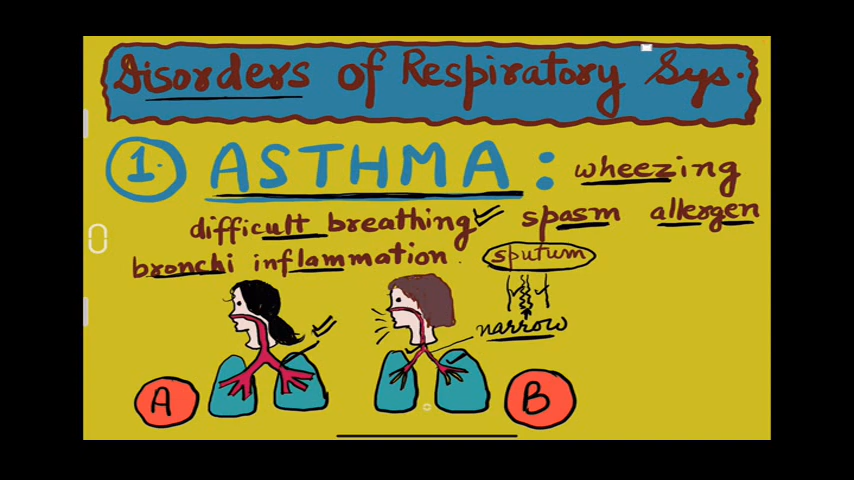 Disorders of Respiratory Sys.
1. ASTHMA : wheezing
difficult breathing spasm allergen
bronchi inflammation. sputum
narrow
A B